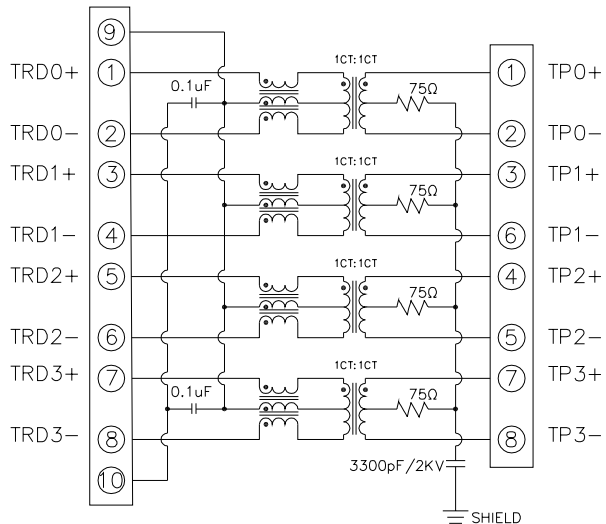 9
1CT:1CT
TRD0+ 1 0.1uF 75Ω 1 TP0+
TRD0- 2 2 TP0-
1CT:1CT
TRD1+ 3 75Ω 3 TP1+
TRD1- 4 6 TP1-
1CT:1CT
TRD2+ 5 75Ω 4 TP2+
TRD2- 6 5 TP2-
1CT:1CT
TRD3+ 7 0.1uF 75Ω 7 TP3+
TRD3- 8 8 TP3-
3300pF/2KV
10
SHIELD